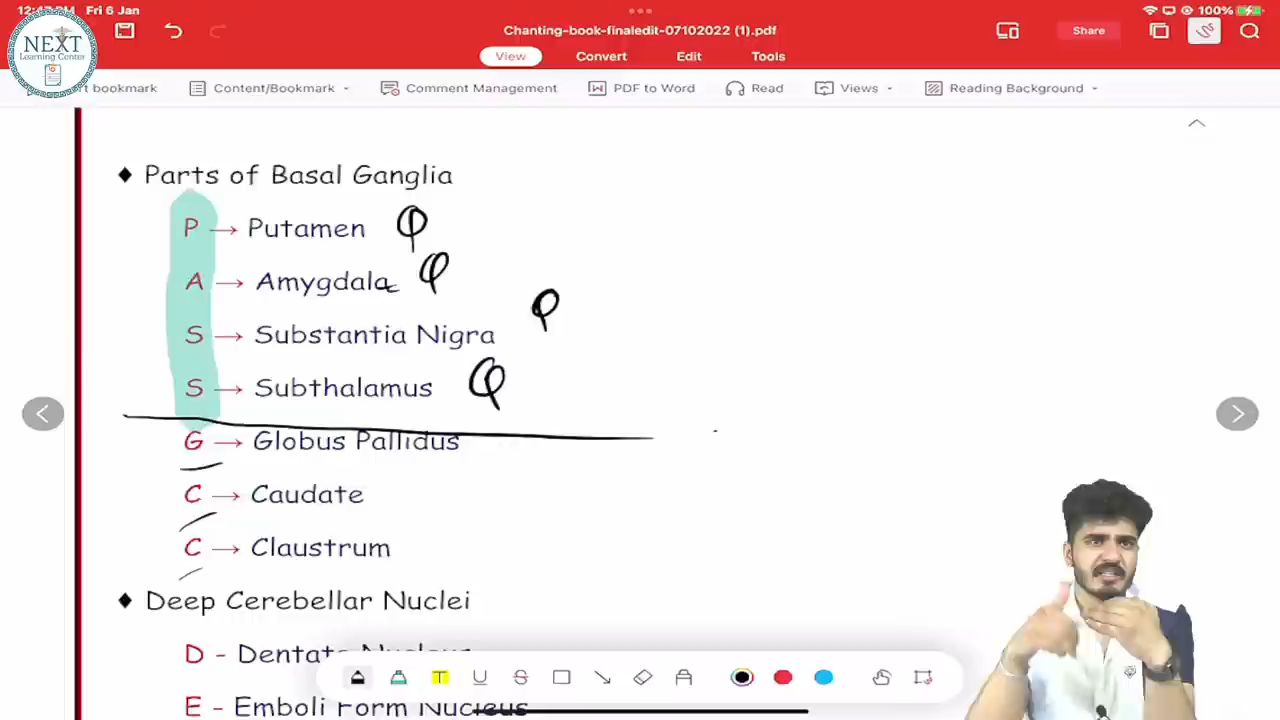 12:47 PM Fri 6 Jan
100%
NEXT
Learning Center
Chanting-book-finaledit-07102022 (1).pdf
Share
View
Convert
Edit
Tools
bookmark
Content/Bookmark
Comment Management
PDF to Word
Read
Views
Reading Background
♦ Parts of Basal Ganglia
P → Putamen
A → Amygdala
S → Substantia Nigra
S → Subthalamus
G → Globus Pallidus
C → Caudate
C → Claustrum
♦ Deep Cerebellar Nuclei
D - Dentate Nucleus
E - Emboli Form Nucleus